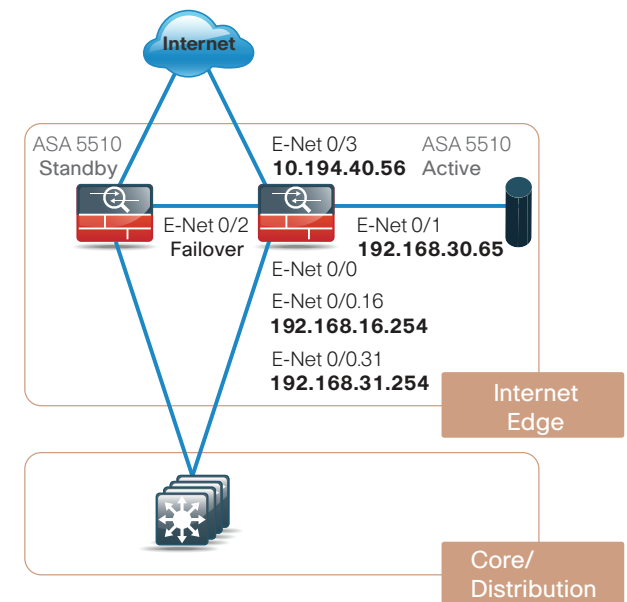 Internet
ASA 5510
Standby
E-Net 0/3
10.194.40.56
ASA 5510
Active
E-Net 0/2
Failover
E-Net 0/1
192.168.30.65
E-Net 0/0
E-Net 0/0.16
192.168.16.254
E-Net 0/0.31
192.168.31.254
Internet
Edge
Core/
Distribution